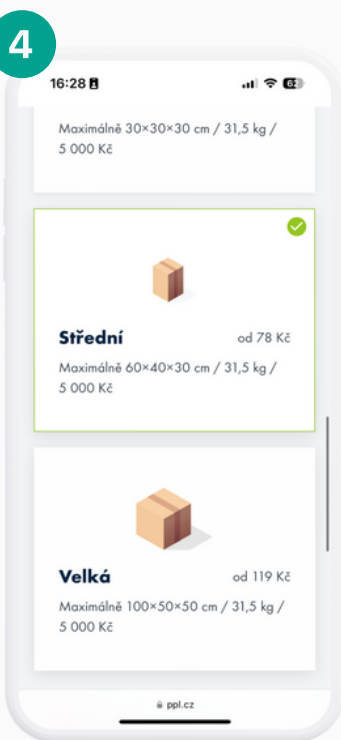 4
16:28
62
Maximálně 30×30×30 cm / 31,5 kg /
5 000 Kč
Střední
od 78 Kč
Maximálně 60×40×30 cm / 31,5 kg /
5 000 Kč
Velká
od 119 Kč
Maximálně 100×50×50 cm / 31,5 kg /
5 000 Kč
ppl.cz